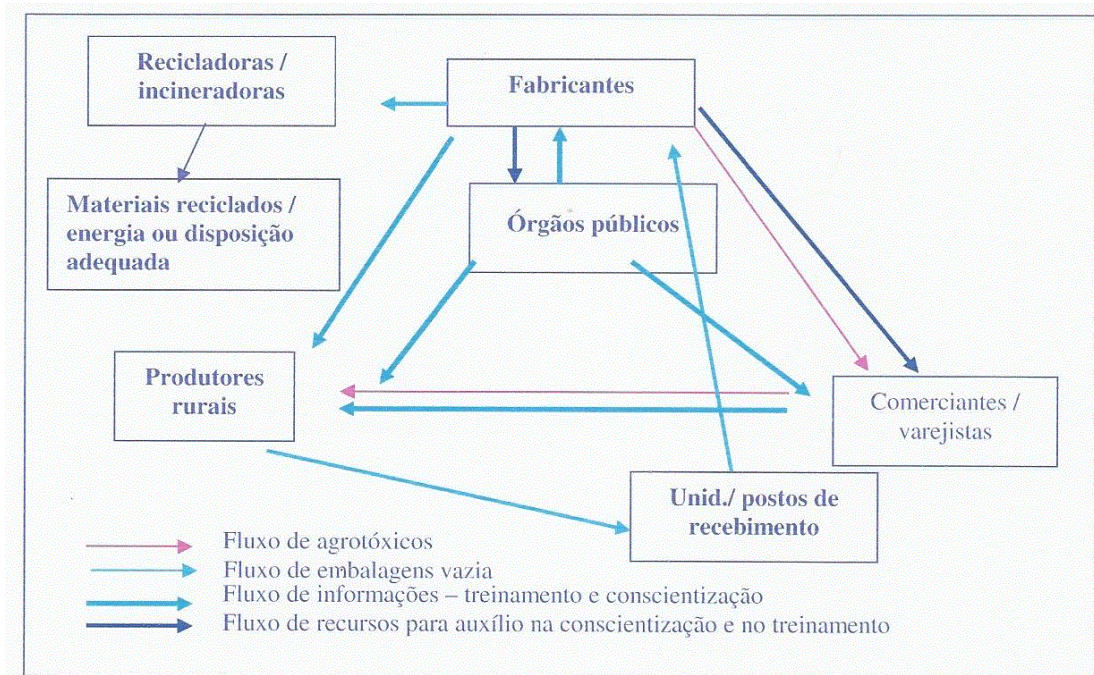 Recicladoras /
incineradoras
Fabricantes
Materiais reciclados /
energia ou disposição
adequada
Órgãos públicos
Produtores
rurais
Comerciantes /
varejistas
Unid./ postos de
recebimento
Fluxo de agrotóxicos
Fluxo de embalagens vazia
Fluxo de informações – treinamento e conscientização
Fluxo de recursos para auxílio na conscientização e no treinamento